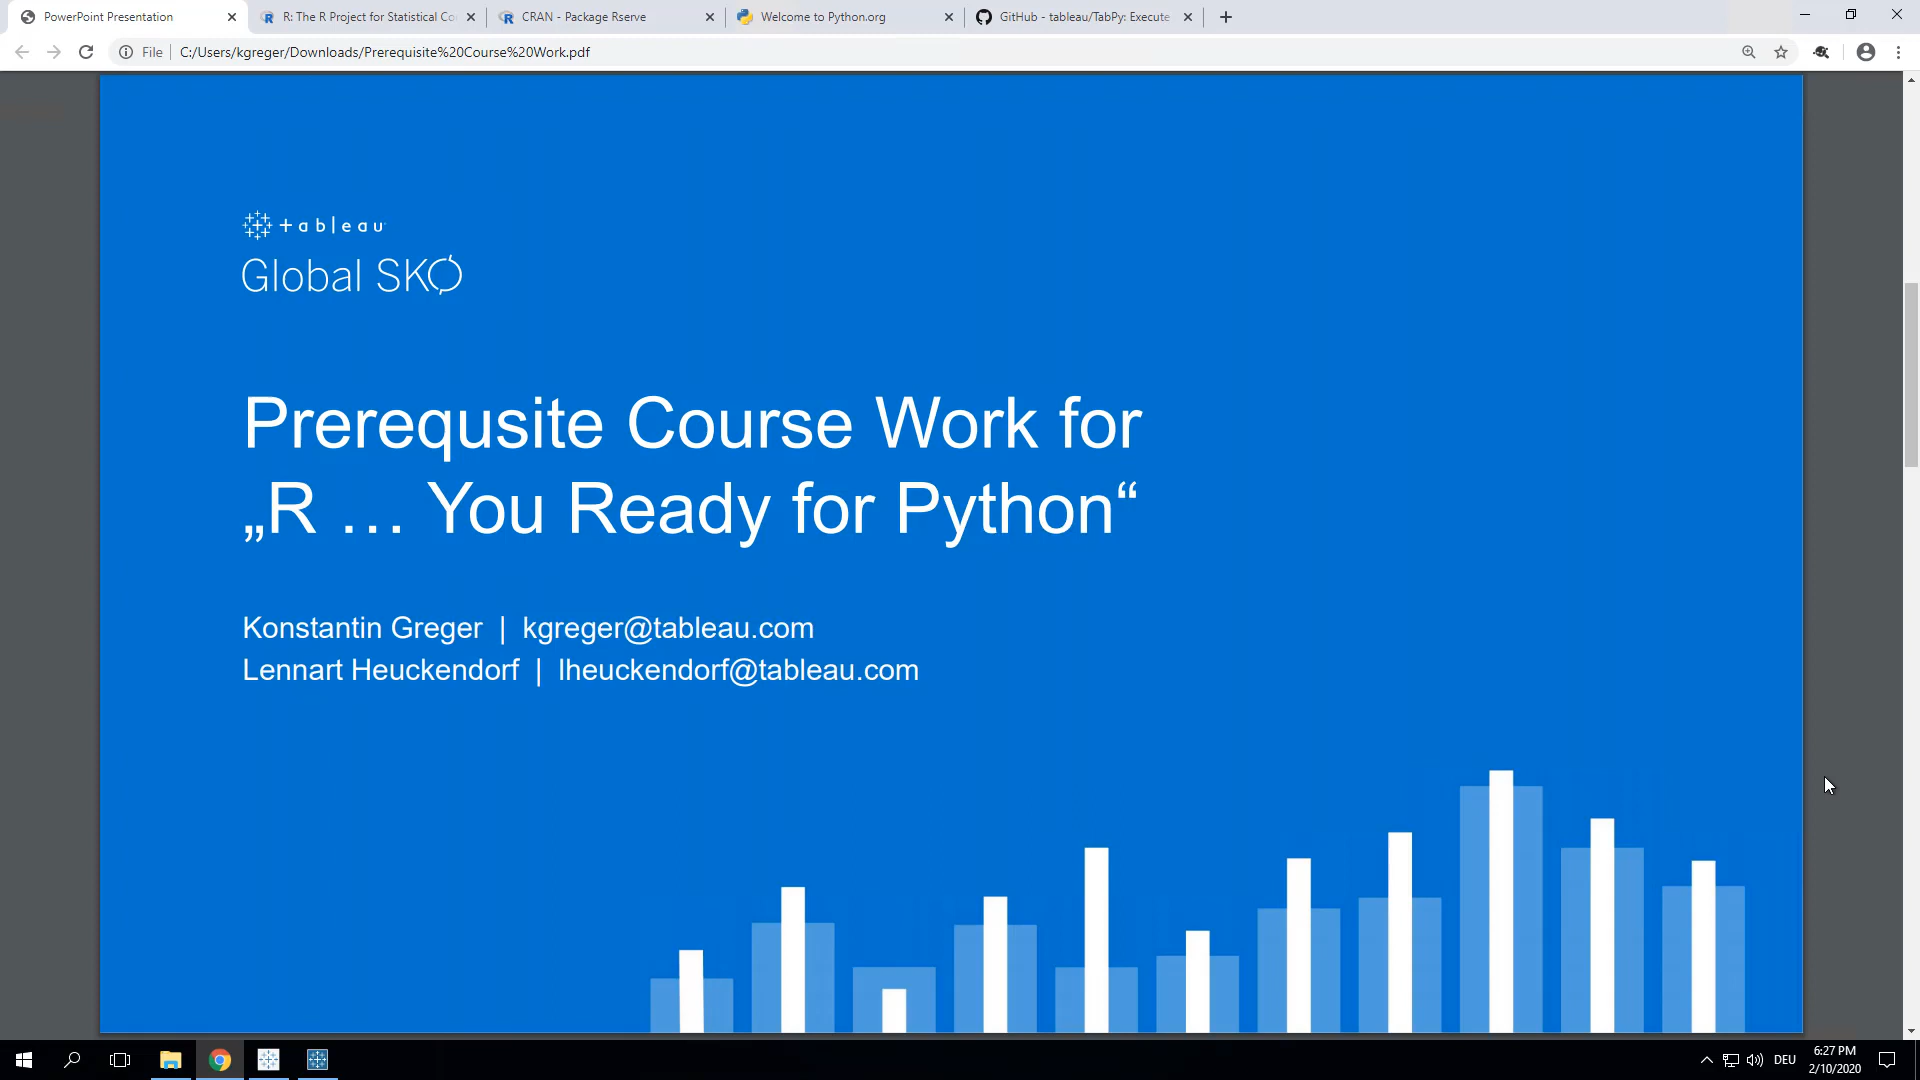 PowerPoint Presentation
R: The R Project for Statistical Co
CRAN - Package Rserve
Welcome to Python.org
GitHub - tableau/TabPy: Execute
File
C:/Users/kgreger/Downloads/Prerequisite%20Course%20Work.pdf
+ableau
Global SKO
Prerequsite Course Work for
„R … You Ready for Python“
Konstantin Greger | kgreger@tableau.com
Lennart Heuckendorf | lheuckendorf@tableau.com
DEU
6:27 PM
2/10/2020